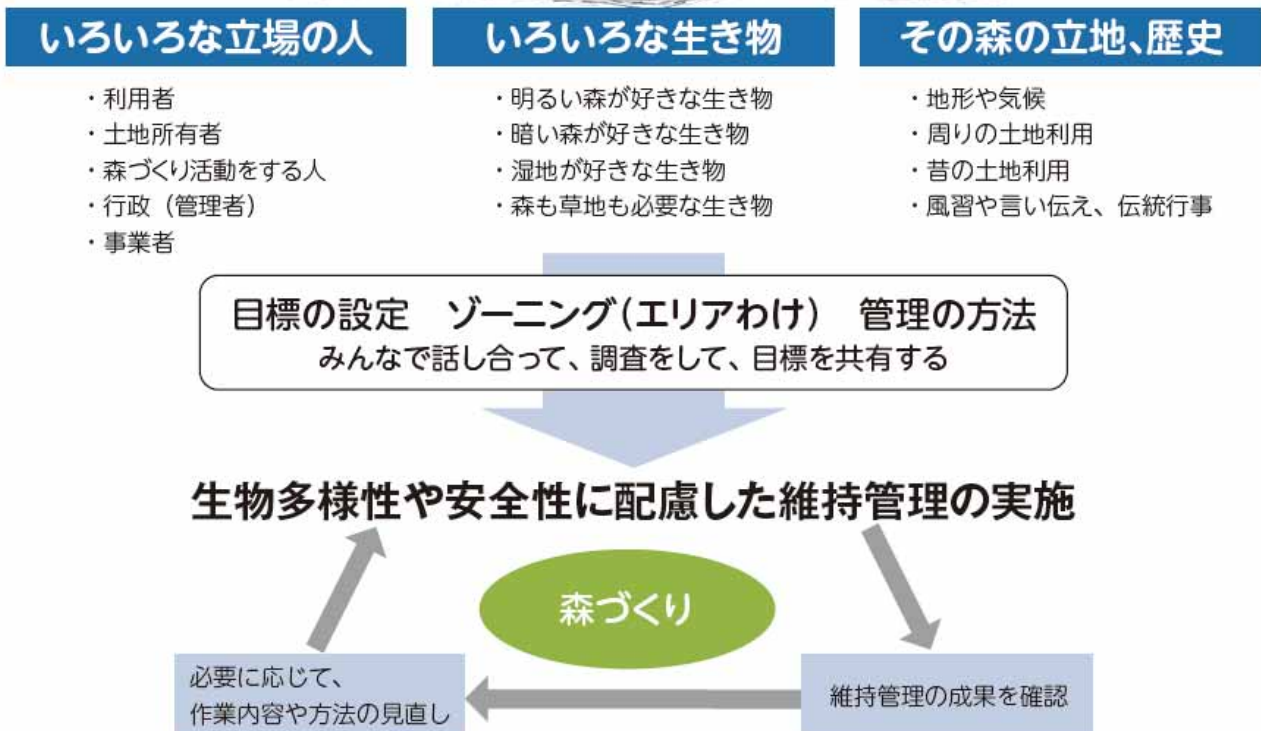 いろいろな立場の人
・利用者
・土地所有者
・森づくり活動をする人
・行政（管理者）
・事業者
いろいろな生き物
・明るい森が好きな生き物
・暗い森が好きな生き物
・湿地が好きな生き物
・森も草地も必要な生き物
その森の立地、歴史
・地形や気候
・周りの土地利用
・昔の土地利用
・風習や言い伝え、伝統行事
目標の設定　ゾーニング（エリアわけ）　管理の方法
みんなで話し合って、調査をして、目標を共有する
生物多様性や安全性に配慮した維持管理の実施
森づくり
維持管理の成果を確認
必要に応じて、
作業内容や方法の見直し